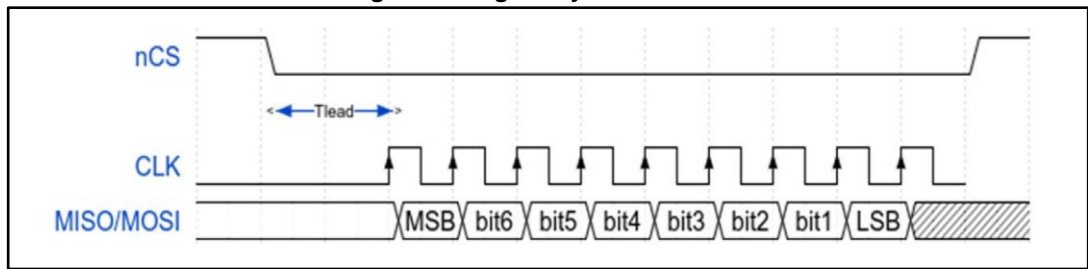 nCS
<Tlead>
CLK
MISO/MOSI
MSB bit6 bit5 bit4 bit3 bit2 bit1 LSB